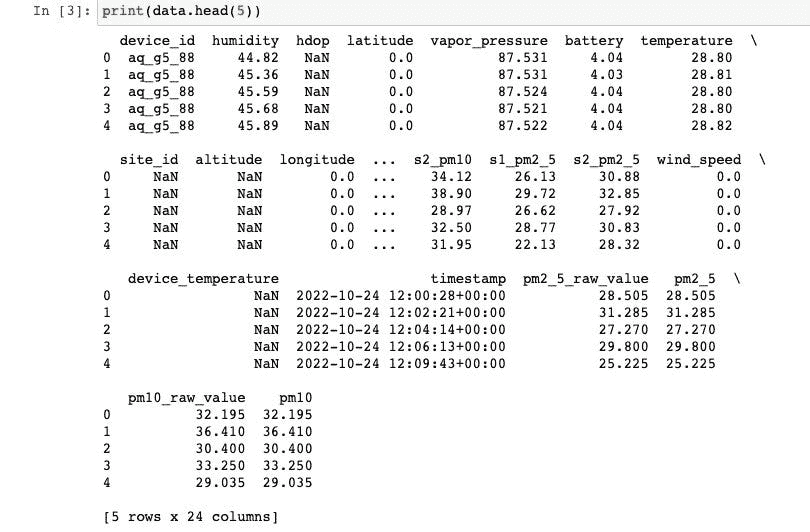 In [3]: print(data.head(5))
device_id humidity hdop latitude vapor_pressure battery temperature \
0 aq_g5_88 44.82 NaN 0.0 87.531 4.04 28.80
1 aq_g5_88 45.36 NaN 0.0 87.531 4.03 28.81
2 aq_g5_88 45.59 NaN 0.0 87.524 4.04 28.80
3 aq_g5_88 45.68 NaN 0.0 87.521 4.04 28.80
4 aq_g5_88 45.89 NaN 0.0 87.522 4.04 28.82
site_id altitude longitude ... s2_pm10 s1_pm2_5 s2_pm2_5 wind_speed \
0 NaN NaN 0.0 ... 34.12 26.13 30.88 0.0
1 NaN NaN 0.0 ... 38.90 29.72 32.85 0.0
2 NaN NaN 0.0 ... 28.97 26.62 27.92 0.0
3 NaN NaN 0.0 ... 32.50 28.77 30.83 0.0
4 NaN NaN 0.0 ... 31.95 22.13 28.32 0.0
device_temperature timestamp pm2_5_raw_value pm2_5 \
0 NaN 2022-10-24 12:00:28+00:00 28.505 28.505
1 NaN 2022-10-24 12:02:21+00:00 31.285 31.285
2 NaN 2022-10-24 12:04:14+00:00 27.270 27.270
3 NaN 2022-10-24 12:06:13+00:00 29.800 29.800
4 NaN 2022-10-24 12:09:43+00:00 25.225 25.225
pm10_raw_value pm10
0 32.195 32.195
1 36.410 36.410
2 30.400 30.400
3 33.250 33.250
4 29.035 29.035
[5 rows x 24 columns]